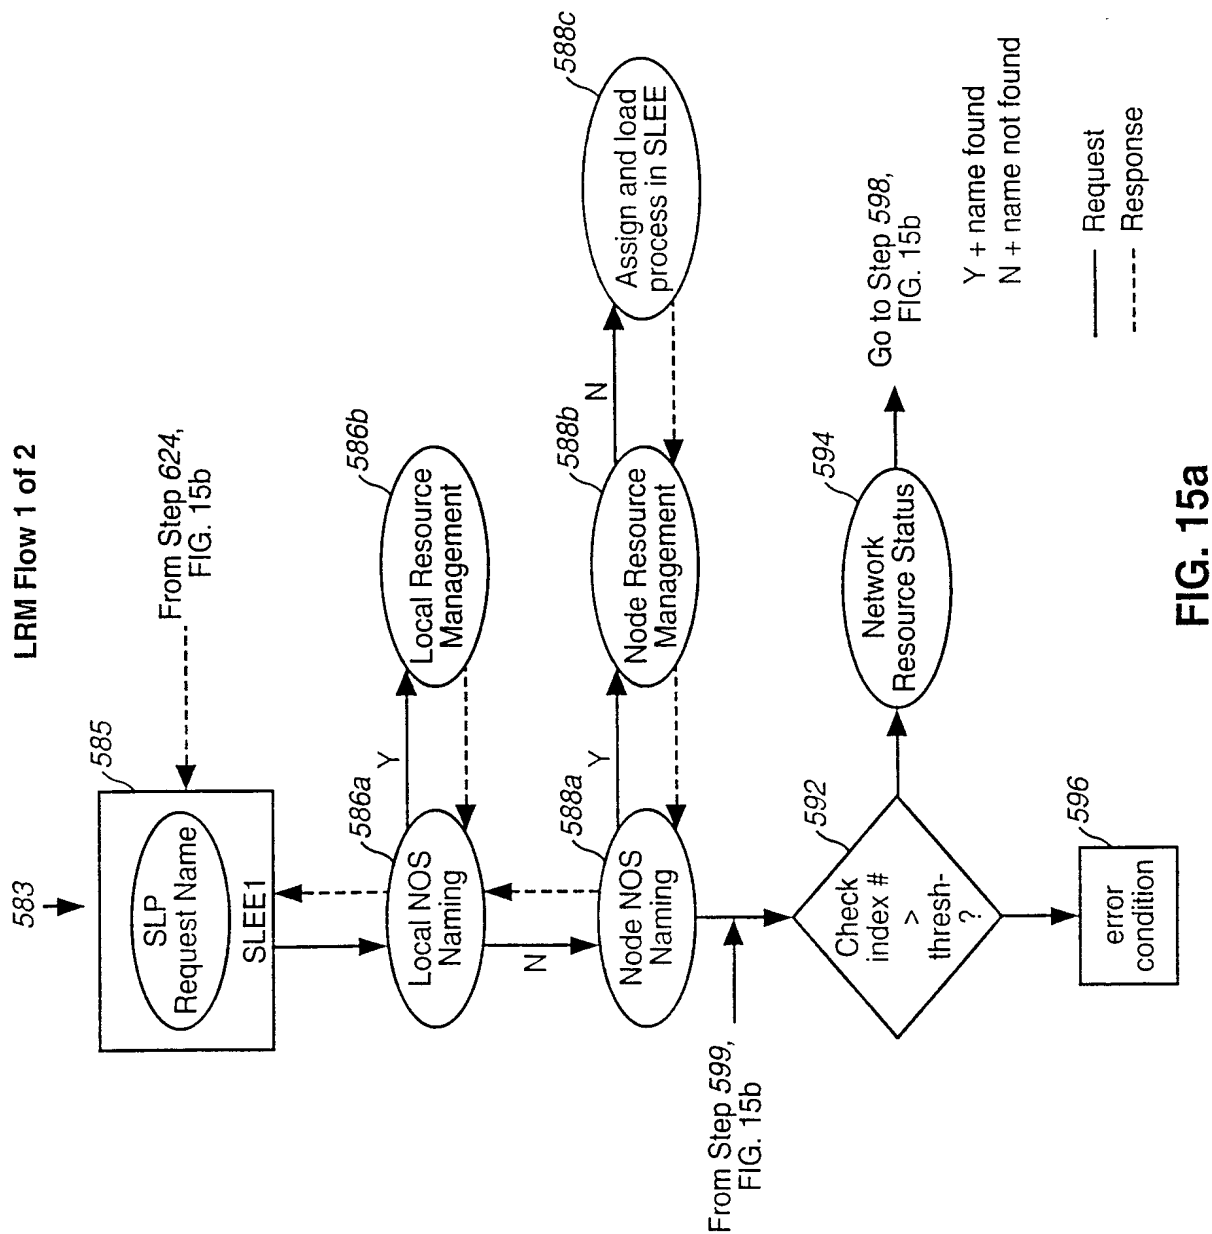 LRM Flow 1 of 2
583
585
SLP
Request Name
SLEE1
From Step 624,
FIG. 15b
586a
Local NOS
Naming
Y
586b
Local Resource
Management
N
588a
Node NOS
Naming
Y
588b
Node Resource
Management
N
588c
Assign and load
process in SLEE
From Step 599,
FIG. 15b
592
Check
index #
>
thresh-
?
594
Network
Resource Status
Go to Step 598,
FIG. 15b
596
error
condition
Y + name found
N + name not found
Request
Response
FIG. 15a